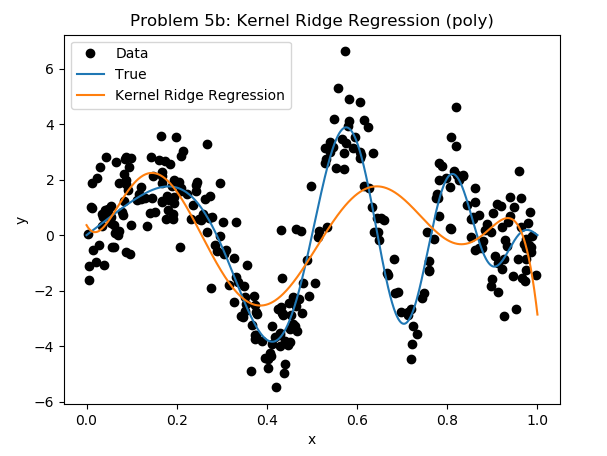 Problem 5b: Kernel Ridge Regression (poly)
Data
True
Kernel Ridge Regression
6
4
2
0
−2
−4
−6
y
0.0 0.2 0.4 0.6 0.8 1.0
x